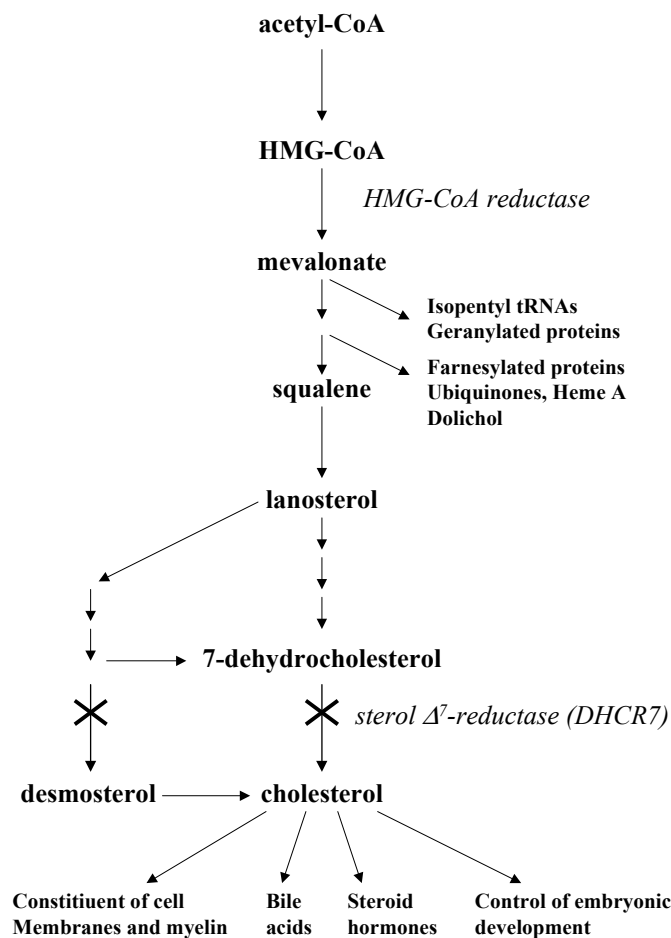 acetyl-CoA
HMG-CoA
HMG-CoA reductase
mevalonate
Isopentyl tRNAs
Geranylated proteins
Farnesylated proteins
Ubiquinones, Heme A
Dolichol
squalene
lanosterol
7-dehydrocholesterol
sterol Δ⁷-reductase (DHCR7)
desmosterol
cholesterol
Constitiuent of cell
Membranes and myelin
Bile
acids
Steroid
hormones
Control of embryonic
development